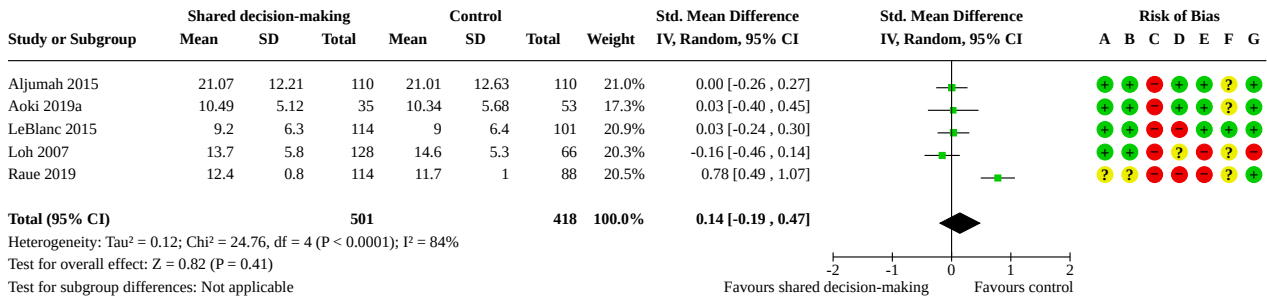 Shared decision-making Control Std. Mean Difference Std. Mean Difference Risk of Bias
Study or Subgroup Mean SD Total Mean SD Total Weight IV, Random, 95% CI IV, Random, 95% CI A B C D E F G
Aljumah 2015 21.07 12.21 110 21.01 12.63 110 21.0% 0.00 [-0.26 , 0.27] + + − + + ? +
Aoki 2019a 10.49 5.12 35 10.34 5.68 53 17.3% 0.03 [-0.40 , 0.45] + + − + + ? +
LeBlanc 2015 9.2 6.3 114 9 6.4 101 20.9% 0.03 [-0.24 , 0.30] + + − − + + +
Loh 2007 13.7 5.8 128 14.6 5.3 66 20.3% -0.16 [-0.46 , 0.14] + + − ? − ? −
Raue 2019 12.4 0.8 114 11.7 1 88 20.5% 0.78 [0.49 , 1.07] ? ? − − − ? +
Total (95% CI) 501 418 100.0% 0.14 [-0.19 , 0.47]
Heterogeneity: Tau² = 0.12; Chi² = 24.76, df = 4 (P < 0.0001); I² = 84%
Test for overall effect: Z = 0.82 (P = 0.41)
-2 -1 0 1 2
Test for subgroup differences: Not applicable
Favours shared decision-making Favours control